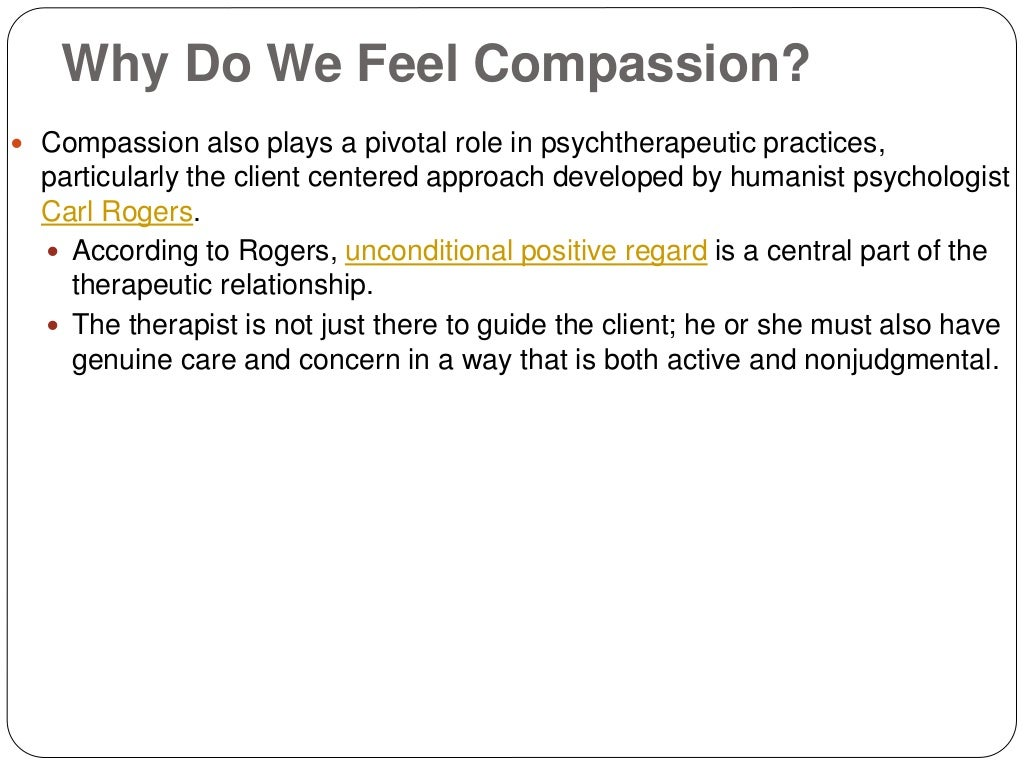 Why Do We Feel Compassion?
Compassion also plays a pivotal role in psychtherapeutic practices,
particularly the client centered approach developed by humanist psychologist
Carl Rogers.
According to Rogers, unconditional positive regard is a central part of the
therapeutic relationship.
The therapist is not just there to guide the client; he or she must also have
genuine care and concern in a way that is both active and nonjudgmental.